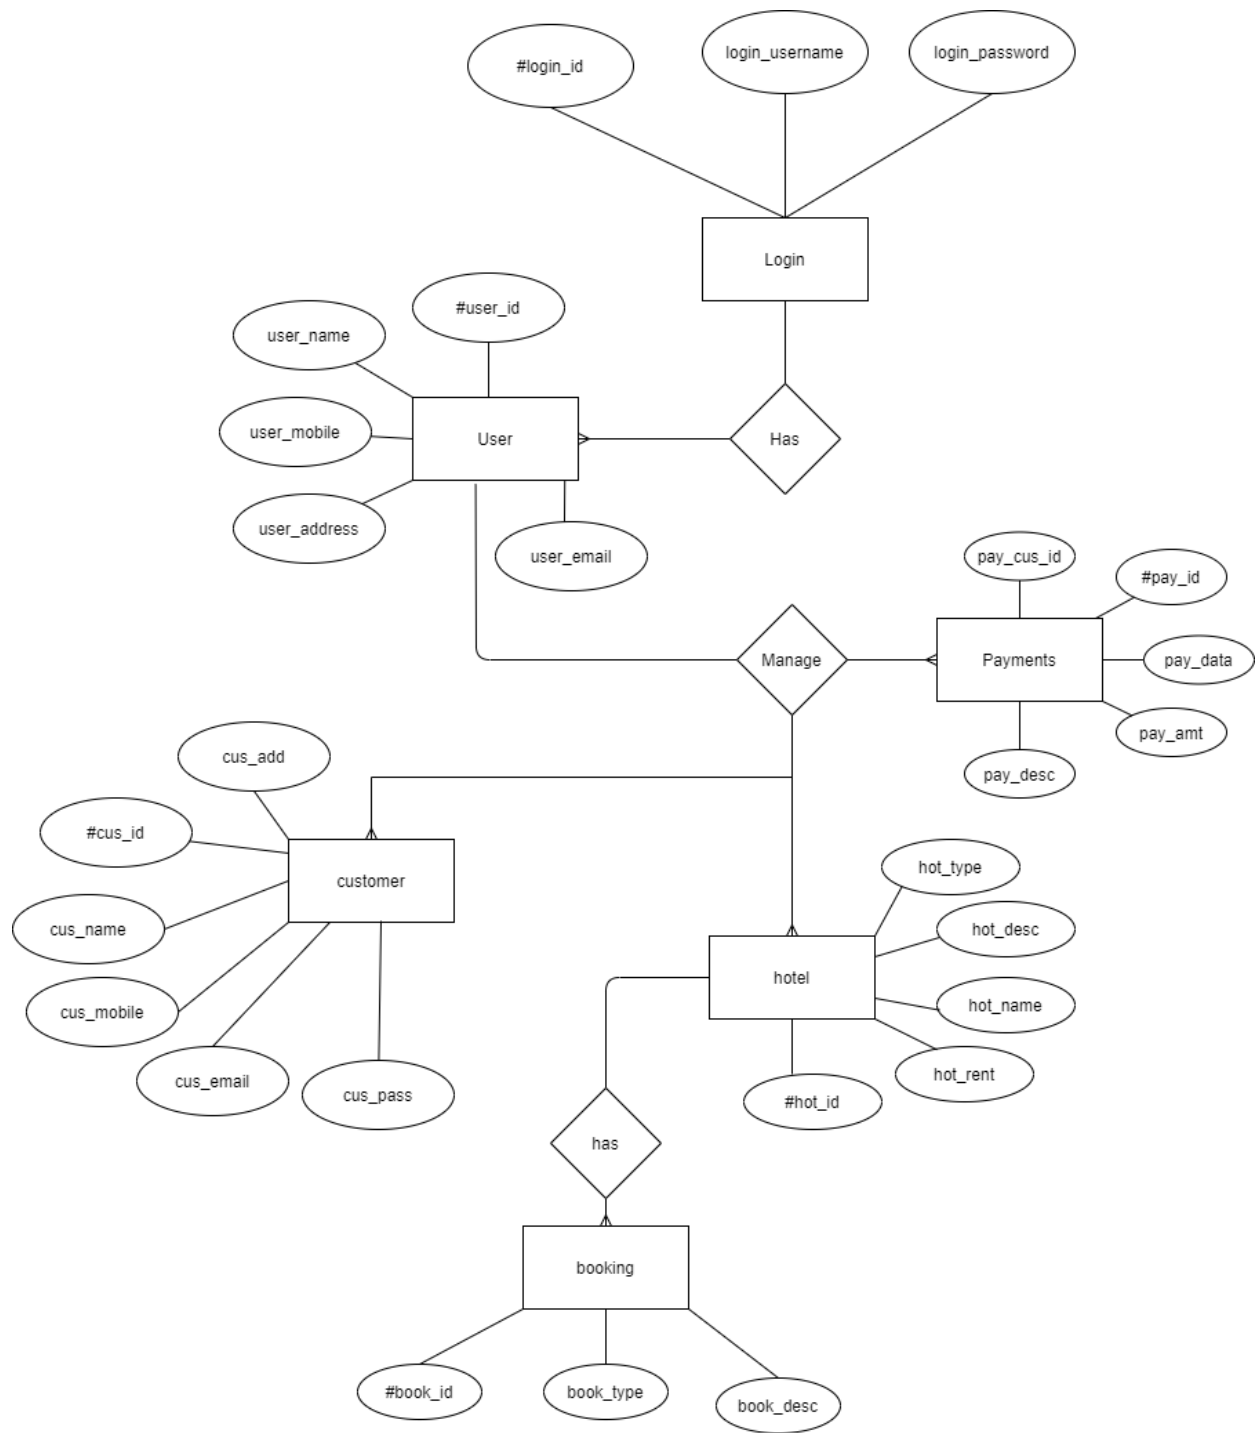 #login_id
login_username
login_password
Login
#user_id
user_name
user_mobile
User
Has
user_address
user_email
pay_cus_id
#pay_id
Manage
Payments
pay_data
pay_amt
pay_desc
cus_add
#cus_id
customer
cus_name
cus_mobile
cus_email
cus_pass
hot_type
hot_desc
hotel
hot_name
hot_rent
#hot_id
has
booking
#book_id
book_type
book_desc